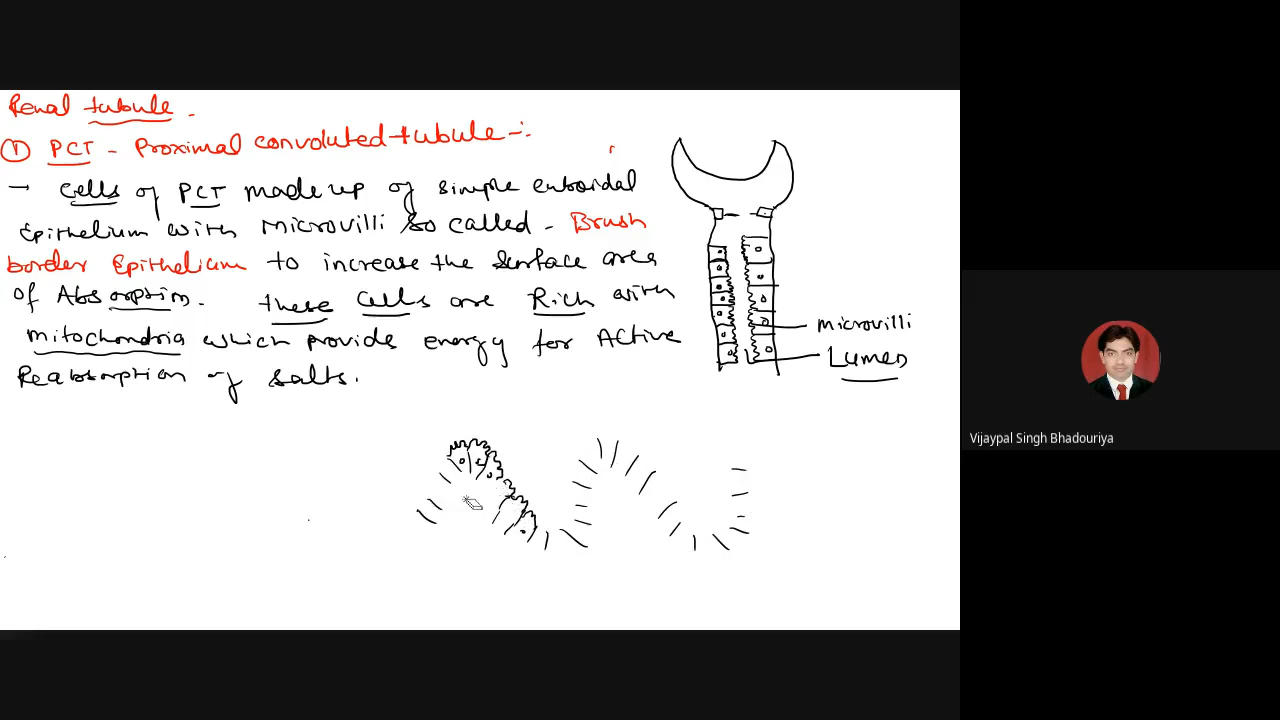 Renal tubule.
① PCT - Proximal convoluted tubule -:
→ Cells of PCT made up of simple cuboidal
Epithelium with Microvilli so called - Brush
border Epithelium to increase the surface area
of Absorption. These cells are Rich with
mitochondria which provide energy for Active
Reabsorption of salts.
microvilli
Lumen
Vijaypal Singh Bhadouriya